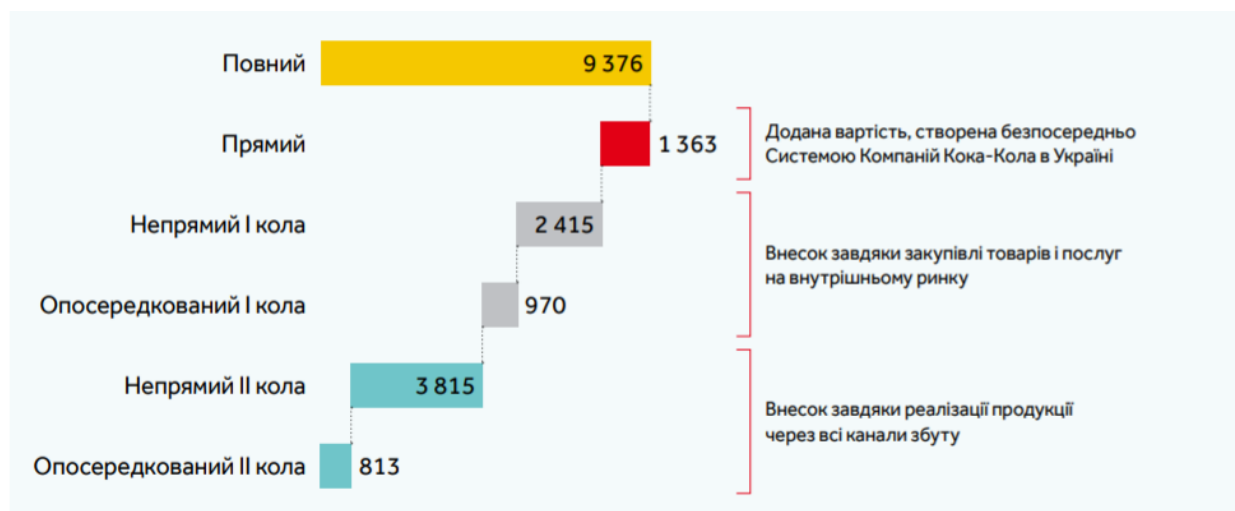 Повний
9 376
Прямий
1 363
Додана вартість, створена безпосередньо
Системою Компаній Кока-Кола в Україні
Непрямий І кола
2 415
Внесок завдяки закупівлі товарів і послуг
на внутрішньому ринку
Опосередкований І кола
970
Непрямий ІІ кола
3 815
Внесок завдяки реалізації продукції
через всі канали збуту
Опосередкований ІІ кола
813